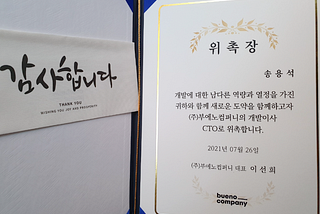 감사합니다
THANK YOU
WISHING YOU JOY AND PROSPERITY
위촉장
송용석
개발에 대한 남다른 역량과 열정을 가진
귀하와 함께 새로운 도약을 함께하고자
(주)부에노컴퍼니의 개발이사
CTO로 위촉합니다.
2021년 07월 26일
(주)부에노컴퍼니 대표 이선희
bueno
company